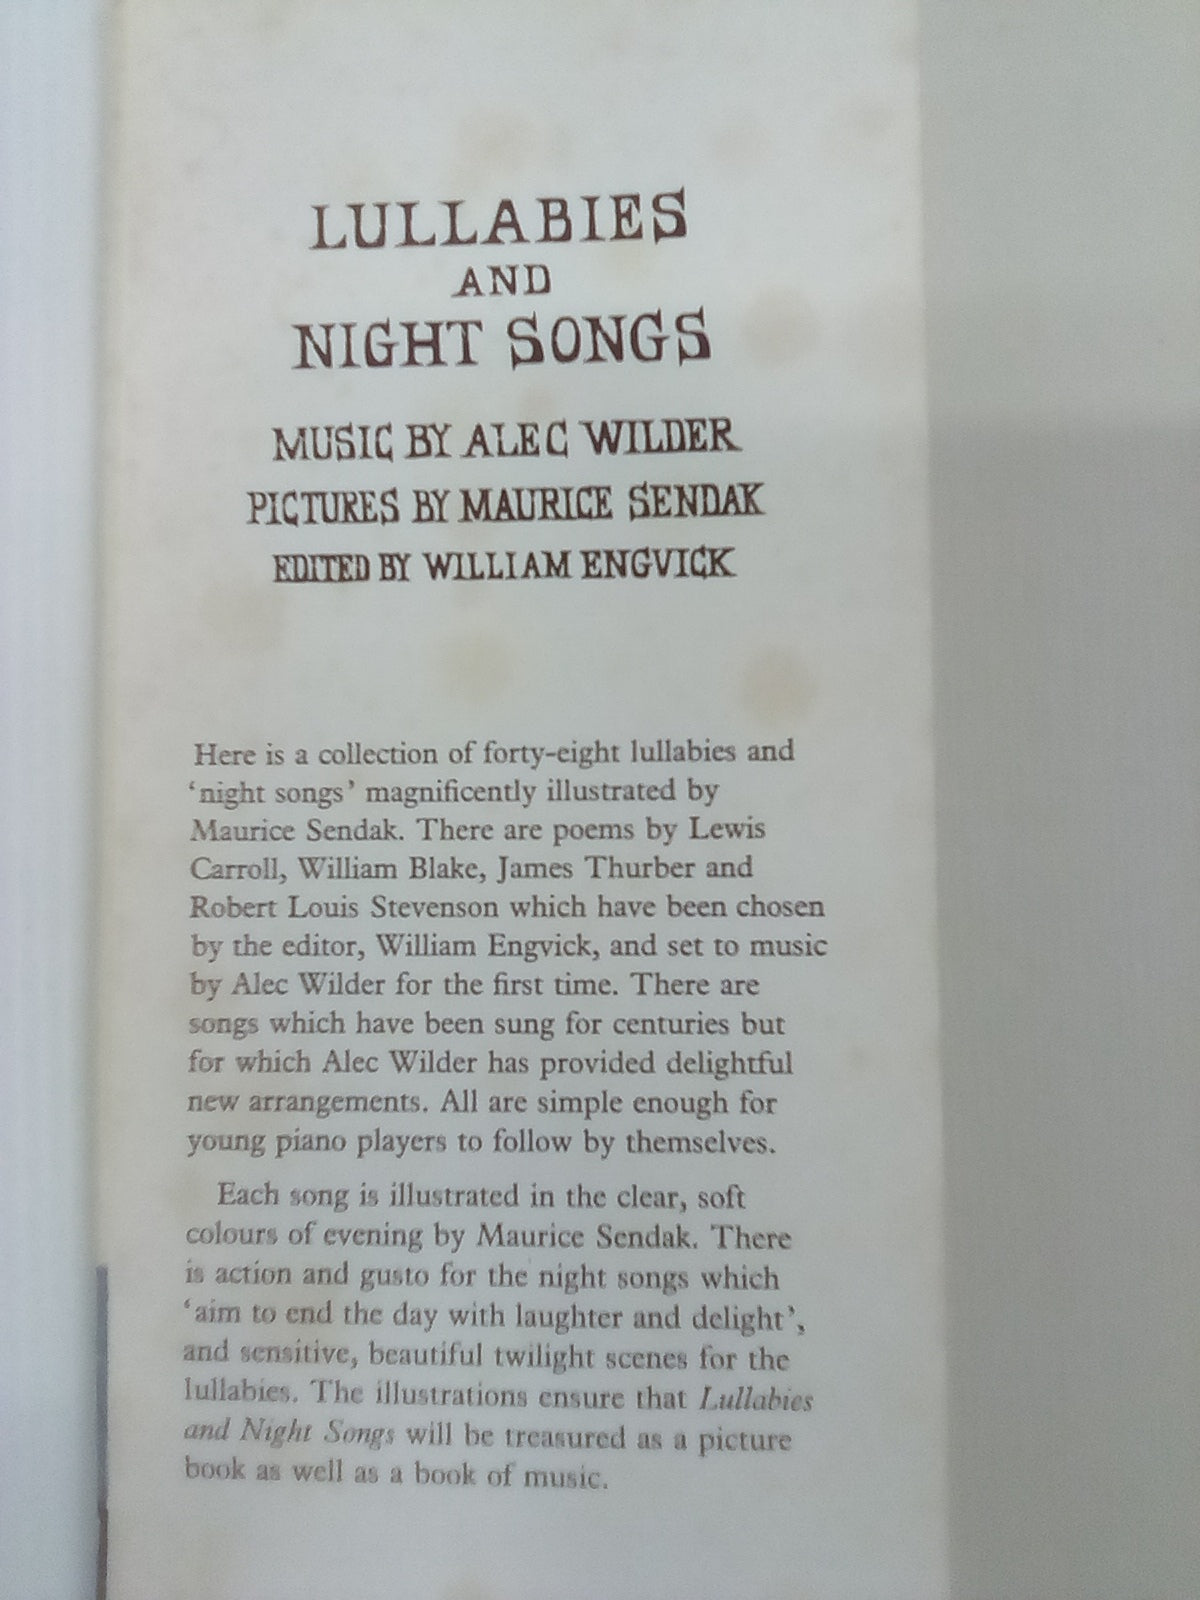 LULLABIES
AND
NIGHT SONGS
MUSIC BY ALEC WILDER
PICTURES BY MAURICE SENDAK
EDITED BY WILLIAM ENGVICK
Here is a collection of forty-eight lullabies and
‘night songs’ magnificently illustrated by
Maurice Sendak. There are poems by Lewis
Carroll, William Blake, James Thurber and
Robert Louis Stevenson which have been chosen
by the editor, William Engvick, and set to music
by Alec Wilder for the first time. There are
songs which have been sung for centuries but
for which Alec Wilder has provided delightful
new arrangements. All are simple enough for
young piano players to follow by themselves.
Each song is illustrated in the clear, soft
colours of evening by Maurice Sendak. There
is action and gusto for the night songs which
‘aim to end the day with laughter and delight’,
and sensitive, beautiful twilight scenes for the
lullabies. The illustrations ensure that Lullabies
and Night Songs will be treasured as a picture
book as well as a book of music.